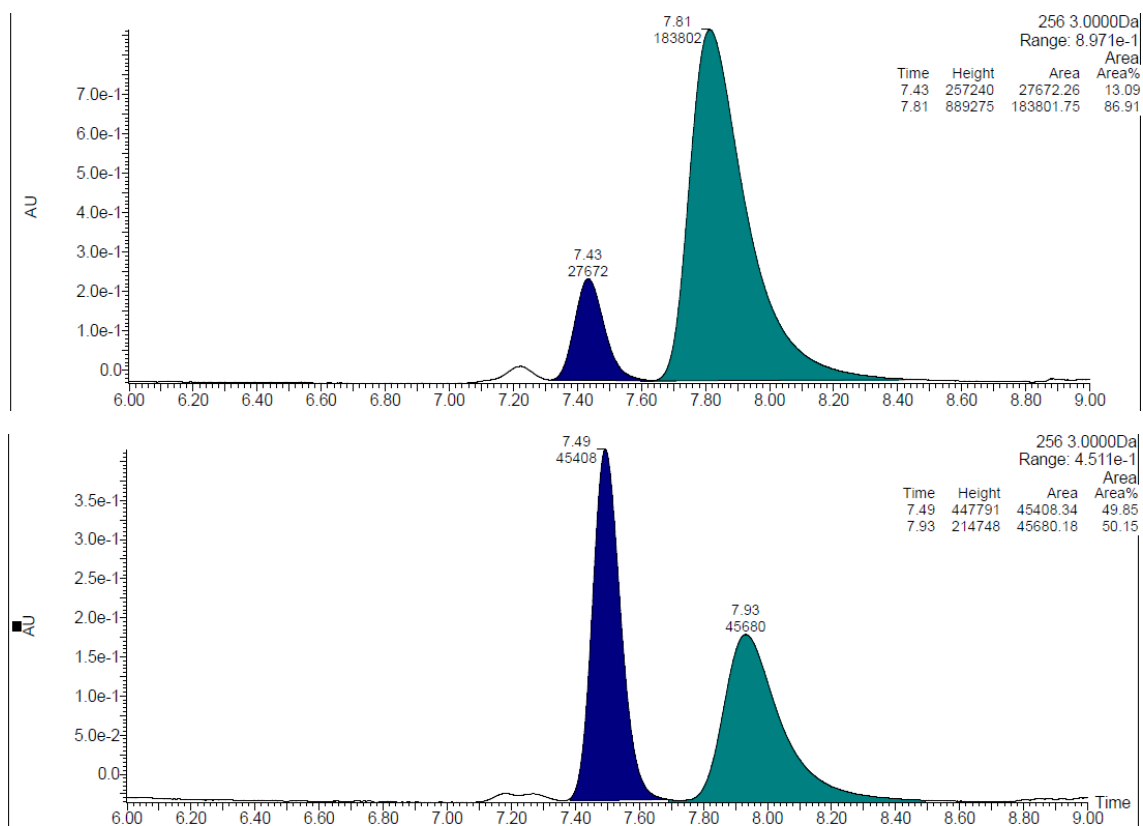 7.81
183802
256 3.0000Da
Range: 8.971e-1
Area
Time Height Area Area%
7.43 257240 27672.26 13.09
7.81 889275 183801.75 86.91
7.0e-1
6.0e-1
5.0e-1
4.0e-1
3.0e-1
2.0e-1
1.0e-1
0.0
AU
7.43
27672
6.00 6.20 6.40 6.60 6.80 7.00 7.20 7.40 7.60 7.80 8.00 8.20 8.40 8.60 8.80 9.00
7.49
45408
256 3.0000Da
Range: 4.511e-1
Area
Time Height Area Area%
7.49 447791 45408.34 49.85
7.93 214748 45680.18 50.15
3.5e-1
3.0e-1
2.5e-1
2.0e-1
1.5e-1
1.0e-1
5.0e-2
0.0
AU
7.93
45680
Time
6.00 6.20 6.40 6.60 6.80 7.00 7.20 7.40 7.60 7.80 8.00 8.20 8.40 8.60 8.80 9.00